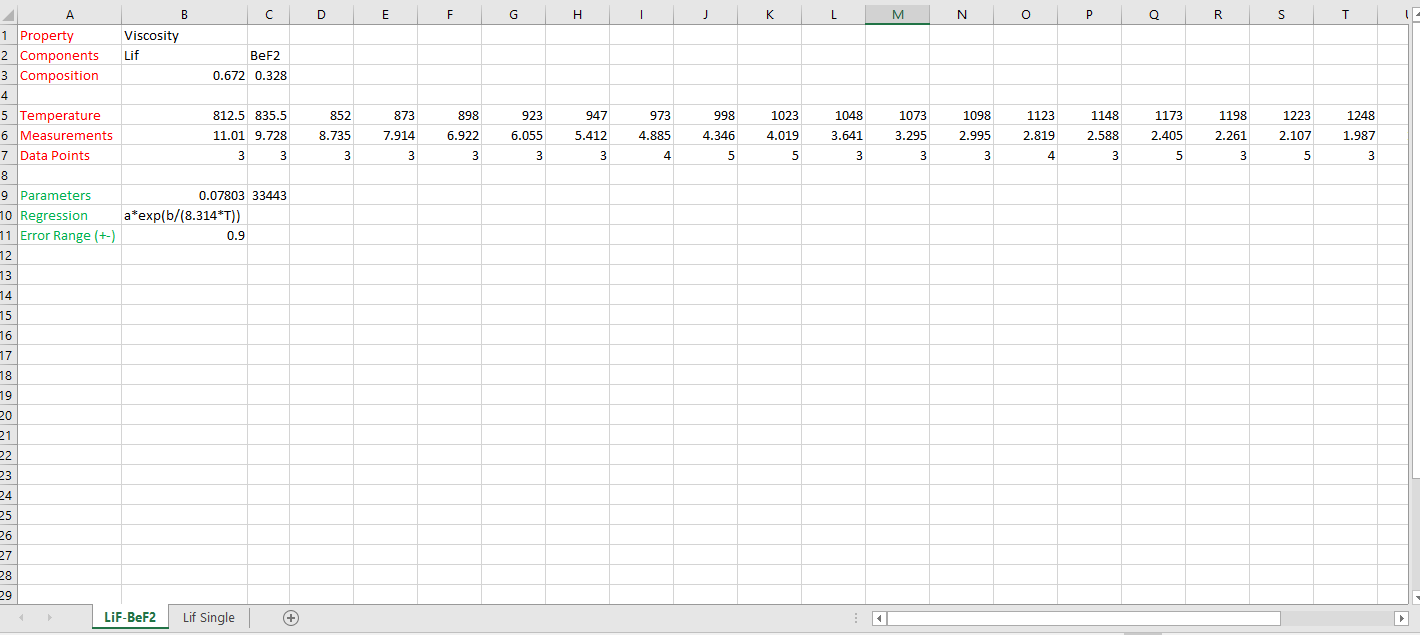 A B C D E F G H I J K L M N O P Q R S T
1 Property Viscosity
2 Components Lif BeF2
3 Composition 0.672 0.328
4
5 Temperature 812.5 835.5 852 873 898 923 947 973 998 1023 1048 1073 1098 1123 1148 1173 1198 1223 1248
6 Measurements 11.01 9.728 8.735 7.914 6.922 6.055 5.412 4.885 4.346 4.019 3.641 3.295 2.995 2.819 2.588 2.405 2.261 2.107 1.987
7 Data Points 3 3 3 3 3 3 3 4 5 5 3 3 3 4 3 5 3 5 3
8
9 Parameters 0.07803 33443
10 Regression a*exp(b/(8.314*T))
11 Error Range (+-) 0.9
12
13
14
15
16
17
18
19
20
21
22
23
24
25
26
27
28
29
LiF-BeF2 Lif Single